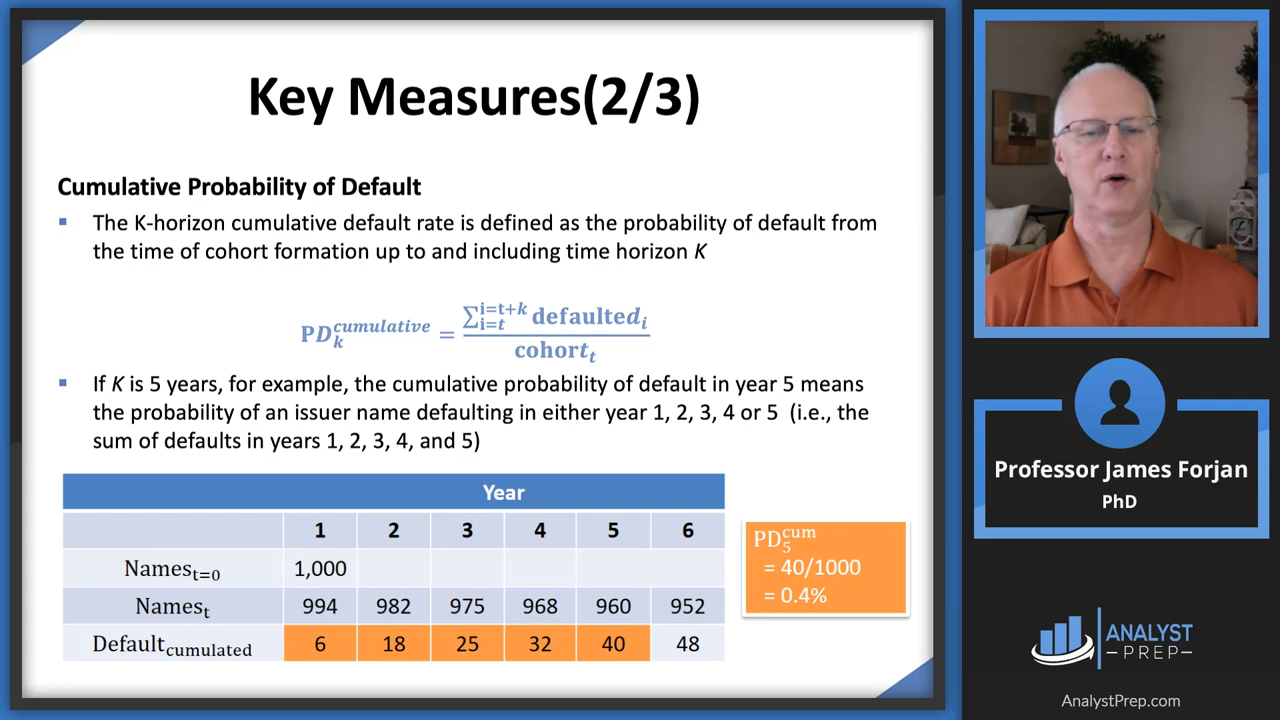 Key Measures(2/3)
Cumulative Probability of Default
▪ The K-horizon cumulative default rate is defined as the probability of default from
the time of cohort formation up to and including time horizon K
PD_k^cumulative = ∑_{i=t}^{i=t+k} defaulted_i / cohort_t
▪ If K is 5 years, for example, the cumulative probability of default in year 5 means
the probability of an issuer name defaulting in either year 1, 2, 3, 4 or 5 (i.e., the
sum of defaults in years 1, 2, 3, 4, and 5)
Year
1 2 3 4 5 6
Names_t=0 1,000
Names_t 994 982 975 968 960 952
Default_cumulated 6 18 25 32 40 48
PD_5^cum
= 40/1000
= 0.4%
Professor James Forjan
PhD
ANALYST
PREP
AnalystPrep.com